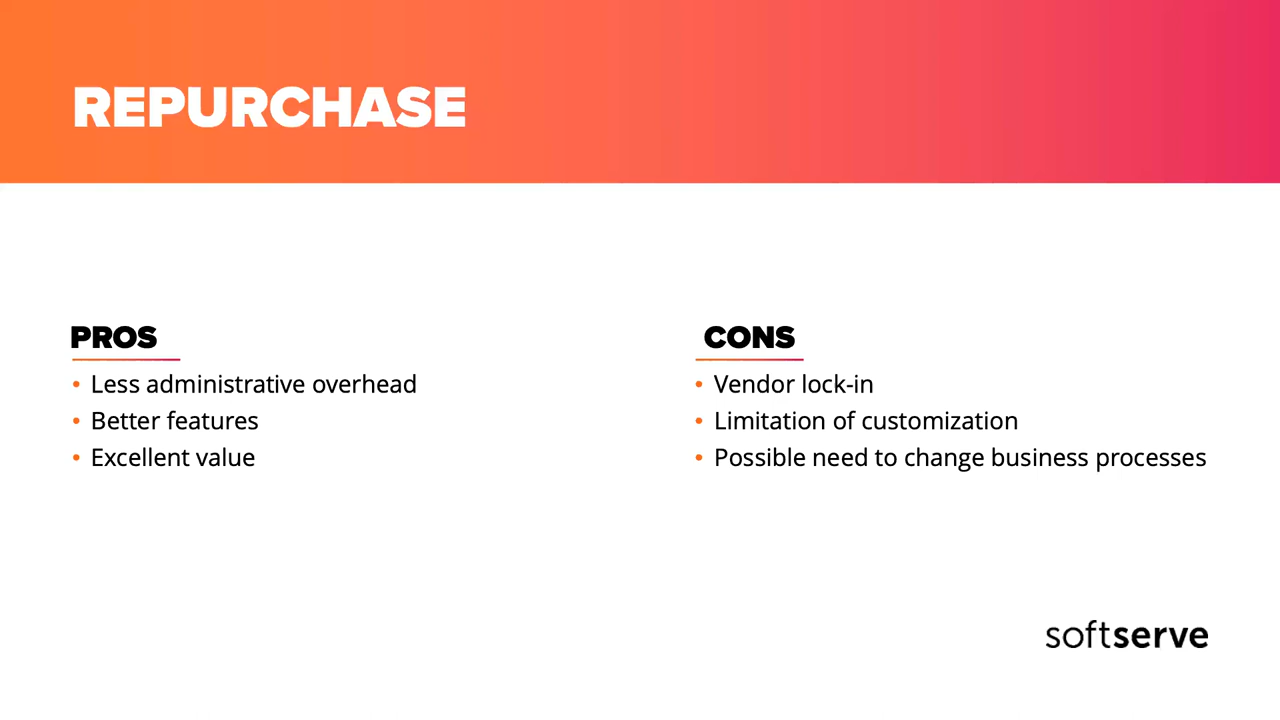 REPURCHASE
PROS
• Less administrative overhead
• Better features
• Excellent value
CONS
• Vendor lock-in
• Limitation of customization
• Possible need to change business processes
softserve